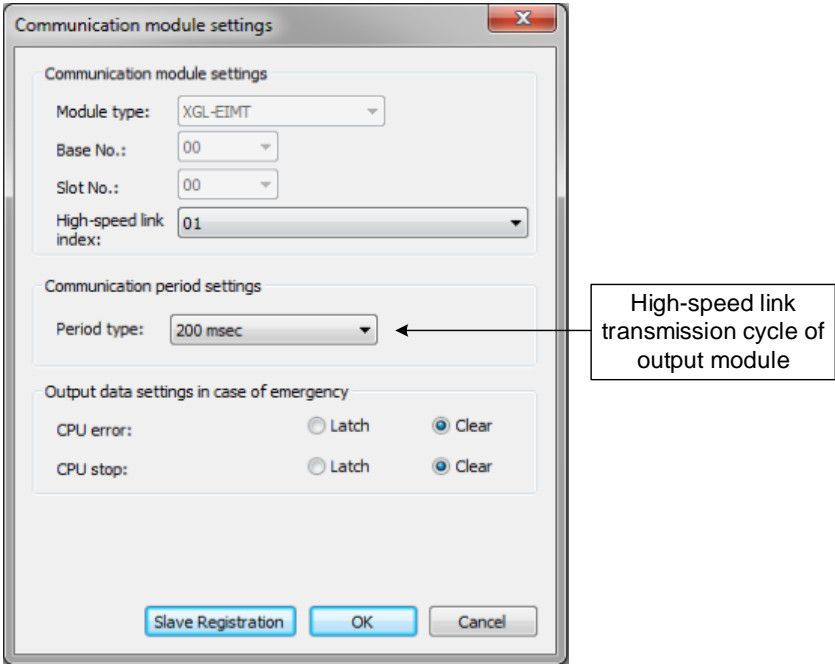 Communication module settings
Communication module settings
Module type: XGL-EIMT
Base No.: 00
Slot No.: 00
High-speed link
index: 01
Communication period settings
Period type: 200 msec
High-speed link
transmission cycle of
output module
Output data settings in case of emergency
CPU error: Latch Clear
CPU stop: Latch Clear
Slave Registration OK Cancel